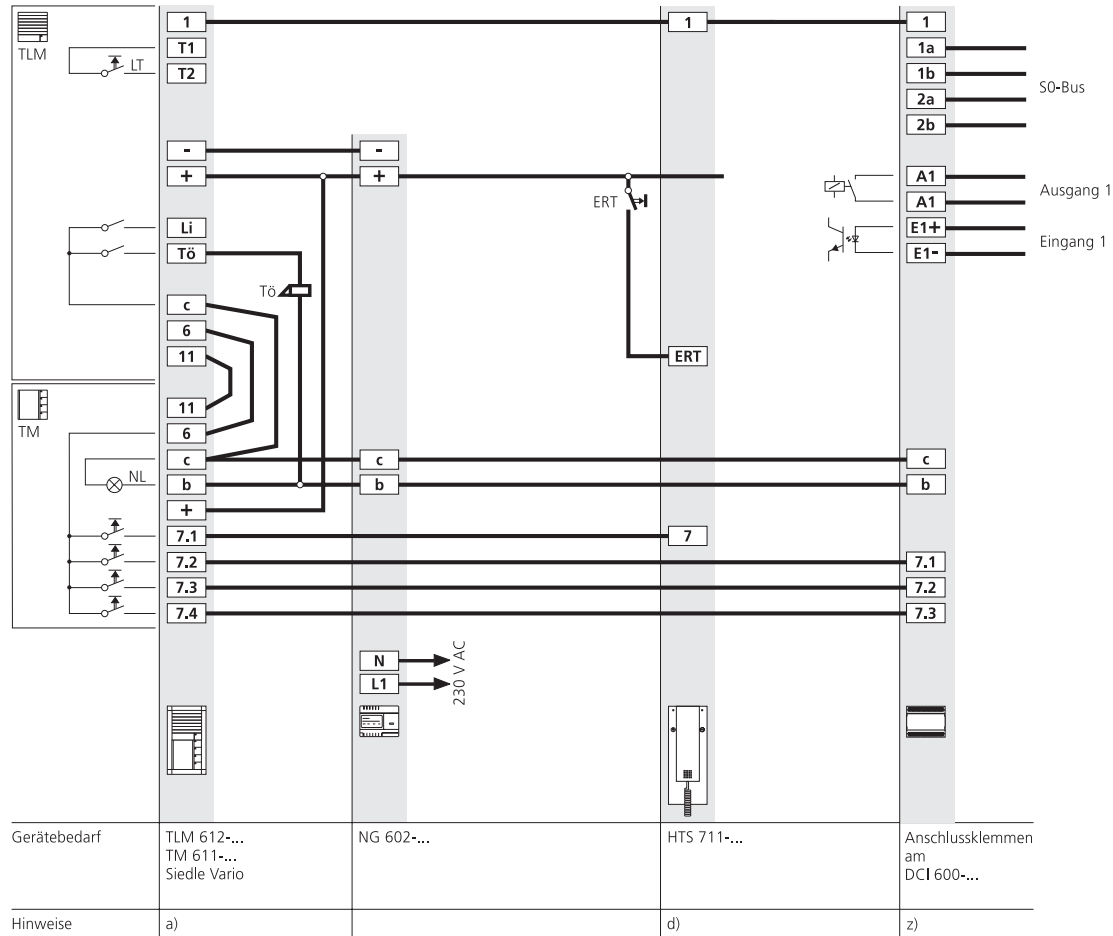 1 1 1
TLM T1 1a
LT T2 1b
S0-Bus
2a
2b
- -
+ + A1
Ausgang 1
ERT A1
Li E1+
Eingang 1
Tö E1-
Tö
c
6
11 ERT
11
TM
6
c c c
NL b b b
+
7.1 7
7.2 7.1
7.3 7.2
7.4 7.3
N
L1
230 V AC
Gerätebedarf TLM 612-... NG 602-... HTS 711-... Anschlussklemmen
TM 611-... am
Siedle Vario DCI 600-...
Hinweise a) d) z)